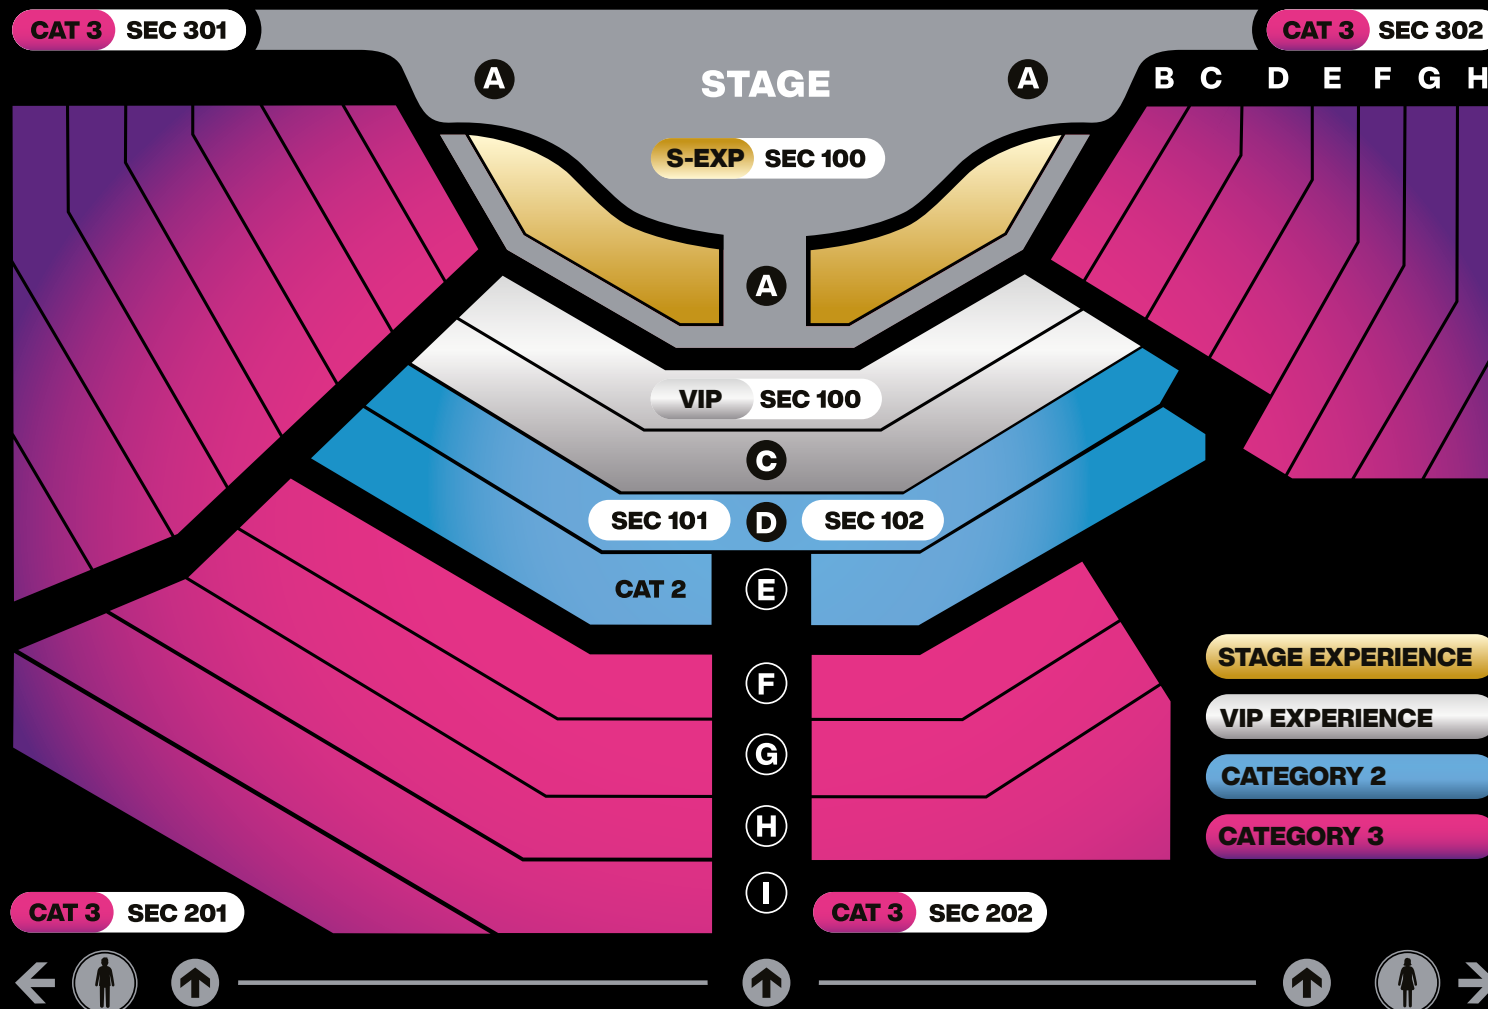 CAT 3 SEC 301
CAT 3 SEC 302
A
STAGE
A
B C D E F G H
S-EXP SEC 100
A
VIP SEC 100
C
SEC 101
D
SEC 102
CAT 2
E
F
G
H
I
STAGE EXPERIENCE
VIP EXPERIENCE
CATEGORY 2
CATEGORY 3
CAT 3 SEC 201
CAT 3 SEC 202